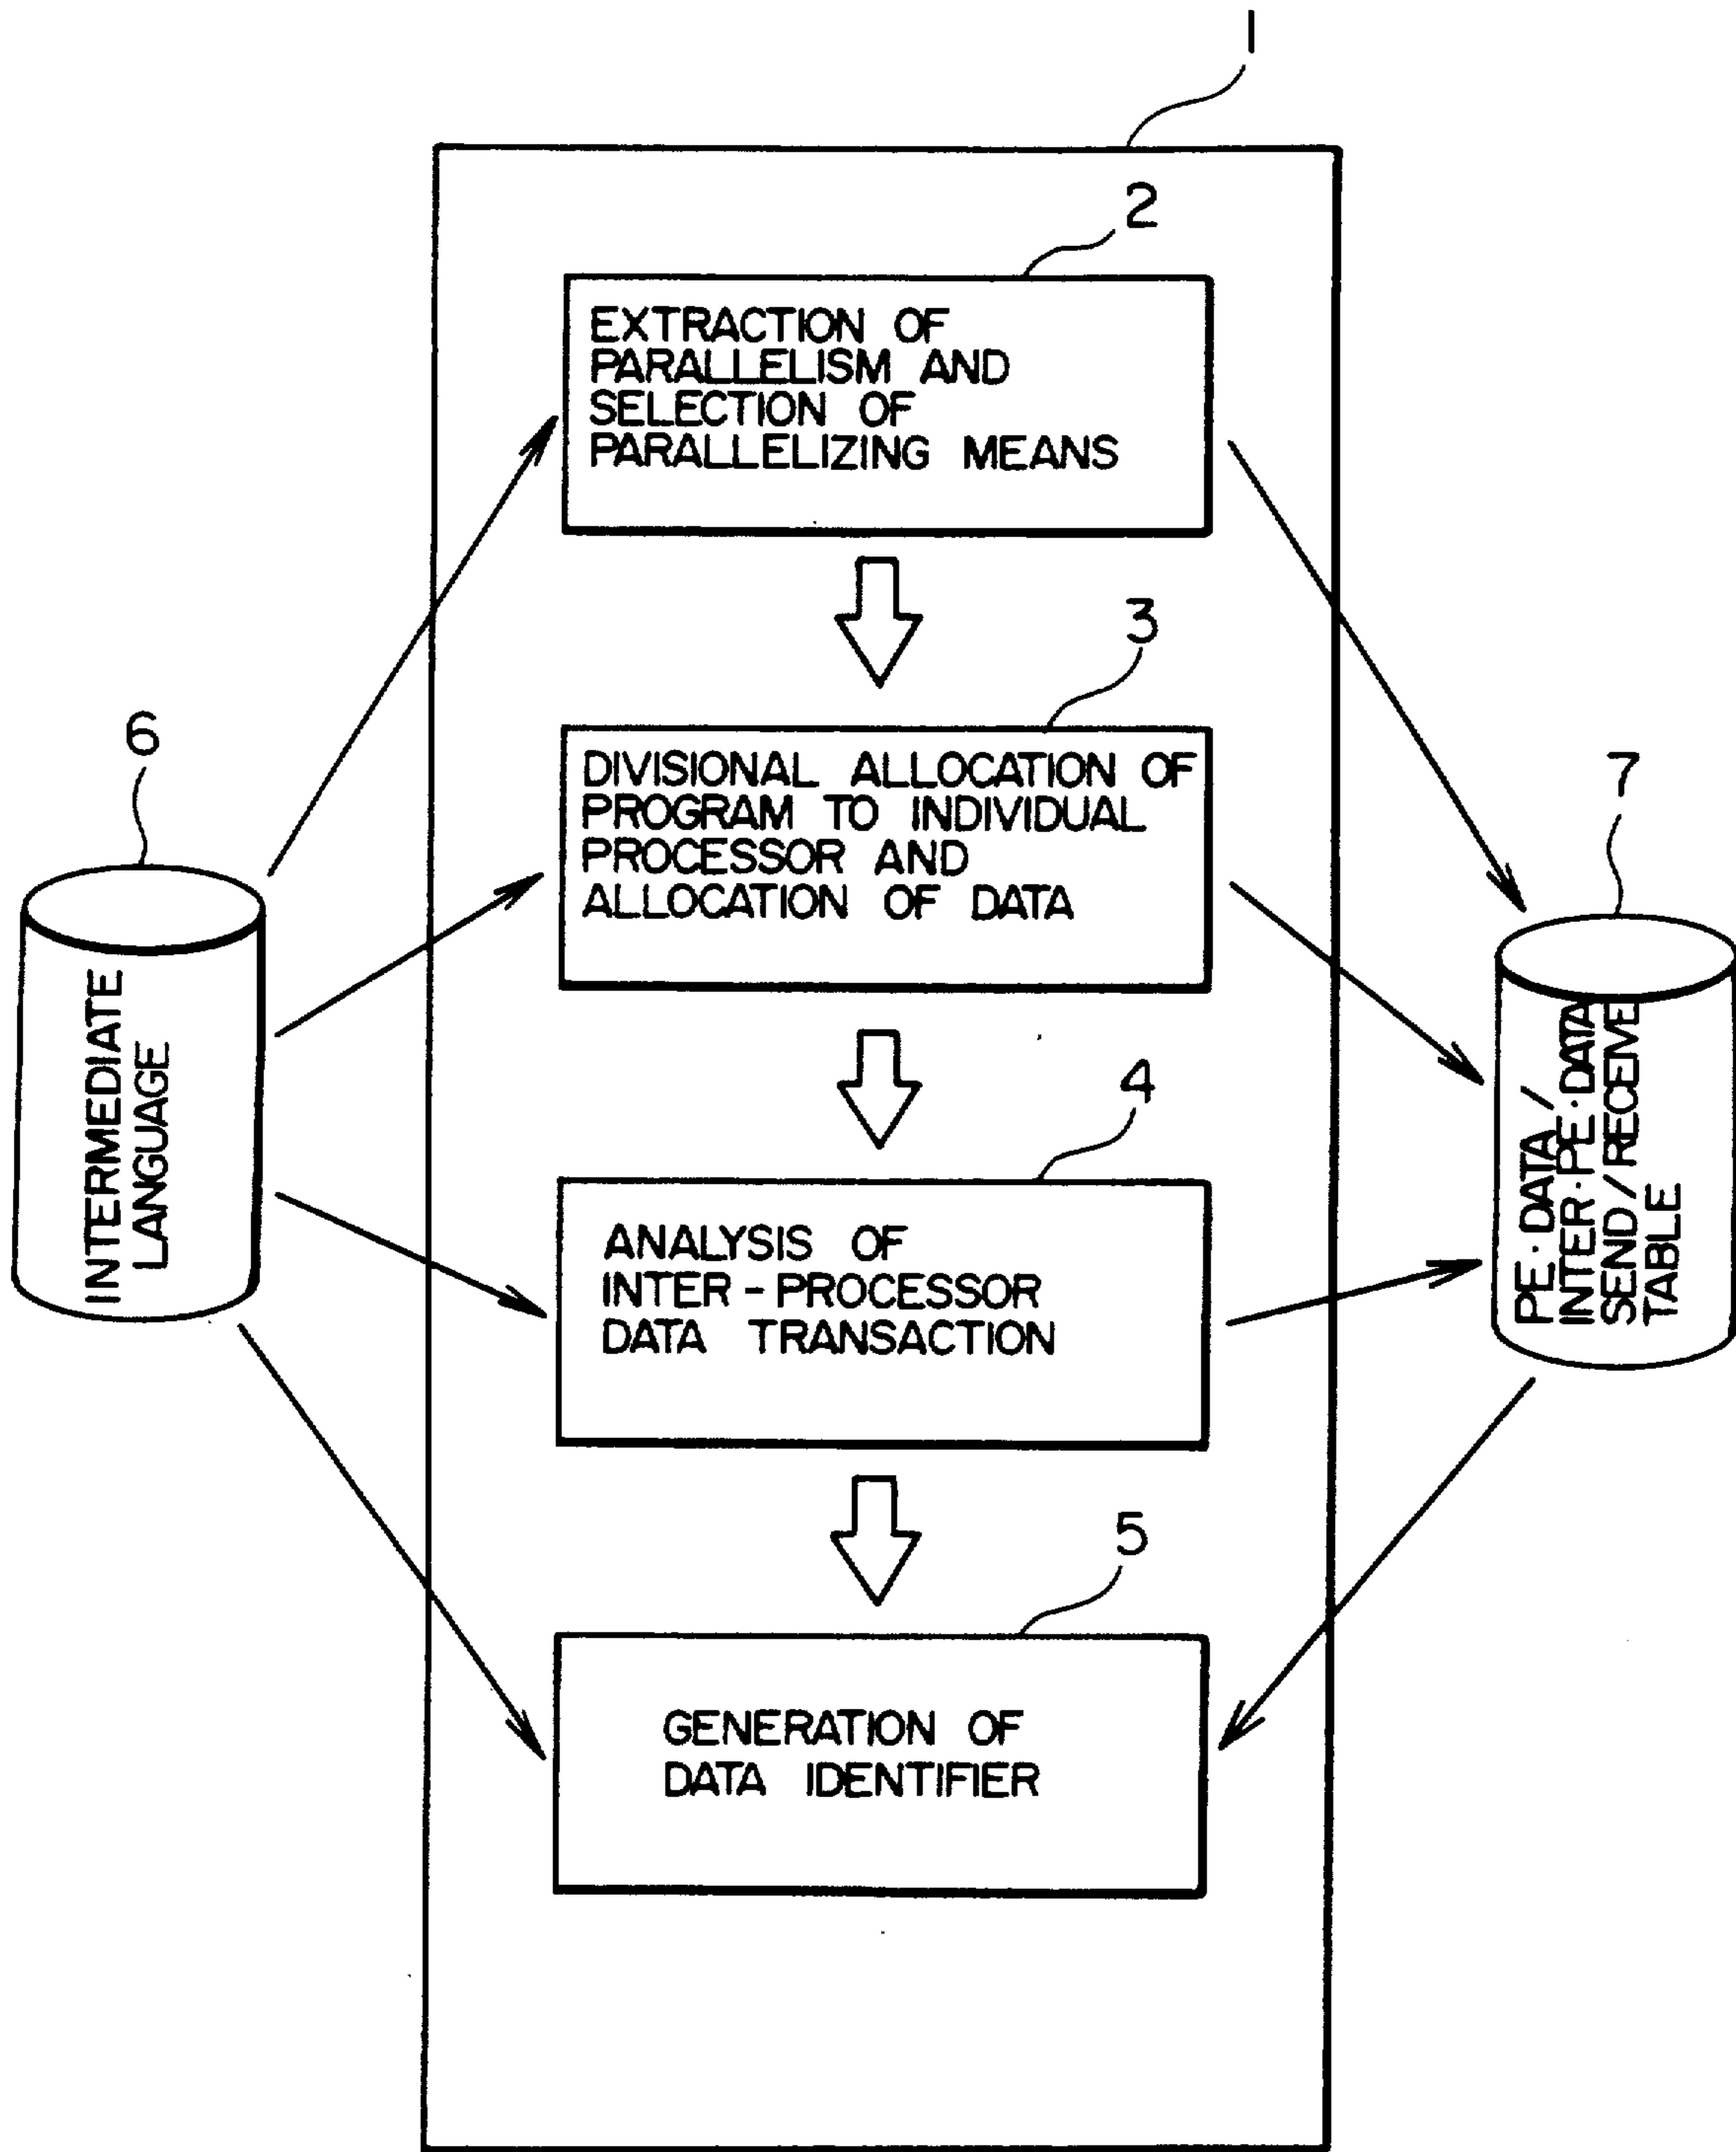 1
2
EXTRACTION OF
PARALLELISM AND
SELECTION OF
PARALLELIZING MEANS
3
DIVISIONAL ALLOCATION OF
PROGRAM TO INDIVIDUAL
PROCESSOR AND
ALLOCATION OF DATA
6
INTERMEDIATE
LANGUAGE
7
PE·DATA/
INTER·PE·DATA
SEND/RECEIVE
TABLE
4
ANALYSIS OF
INTER-PROCESSOR
DATA TRANSACTION
5
GENERATION OF
DATA IDENTIFIER